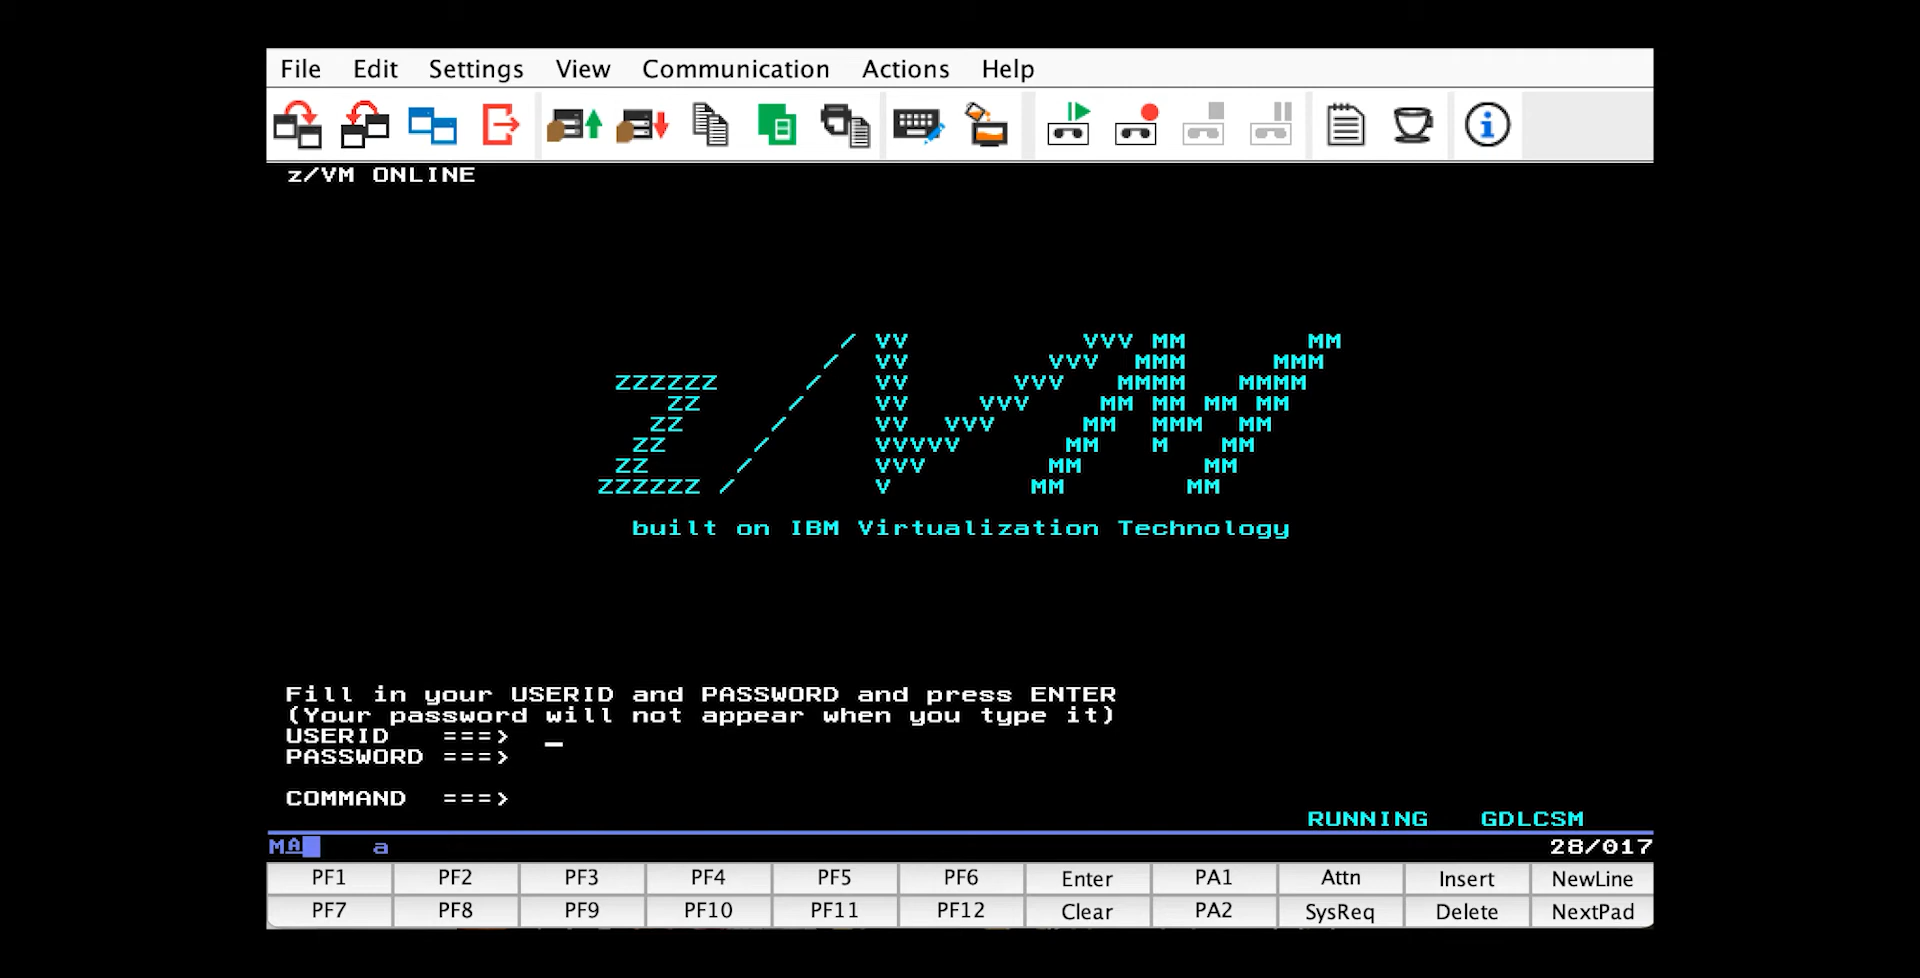 File Edit Settings View Communication Actions Help
z/VM ONLINE
/ VV VVV MM MM
/ VV VVV MMM MMM
ZZZZZZ / VV VVV MMMM MMMM
ZZ / VV VVV MM MM MM MM
ZZ / VV VVV MM MMM MM
ZZ / VVVVV MM M MM
ZZ / VVV MM MM
ZZZZZZ / V MM MM
built on IBM Virtualization Technology
Fill in your USERID and PASSWORD and press ENTER
(Your password will not appear when you type it)
USERID ===>
PASSWORD ===>
COMMAND ===>
RUNNING GDLCSM
MA a 28/017
PF1 PF2 PF3 PF4 PF5 PF6 Enter PA1 Attn Insert NewLine
PF7 PF8 PF9 PF10 PF11 PF12 Clear PA2 SysReq Delete NextPad